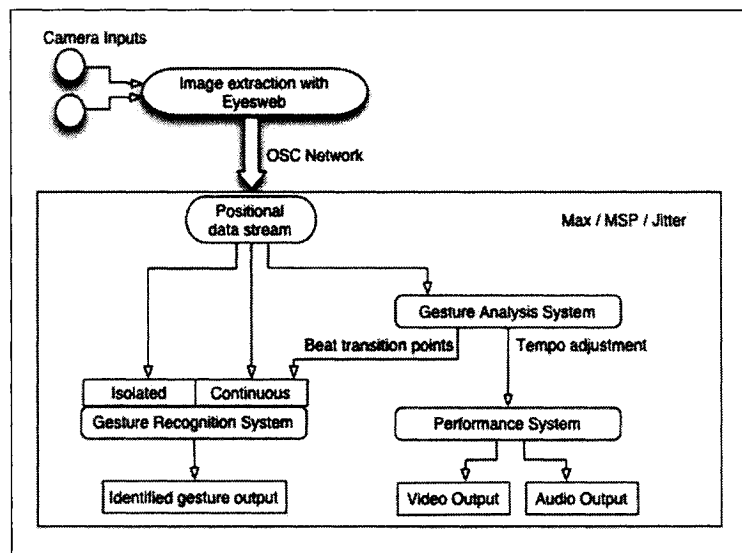 Camera Inputs
Image extraction with
Eyesweb
OSC Network
Positional
data stream
Max / MSP / Jitter
Gesture Analysis System
Beat transition points
Tempo adjustment
Isolated
Continuous
Gesture Recognition System
Performance System
Identified gesture output
Video Output
Audio Output